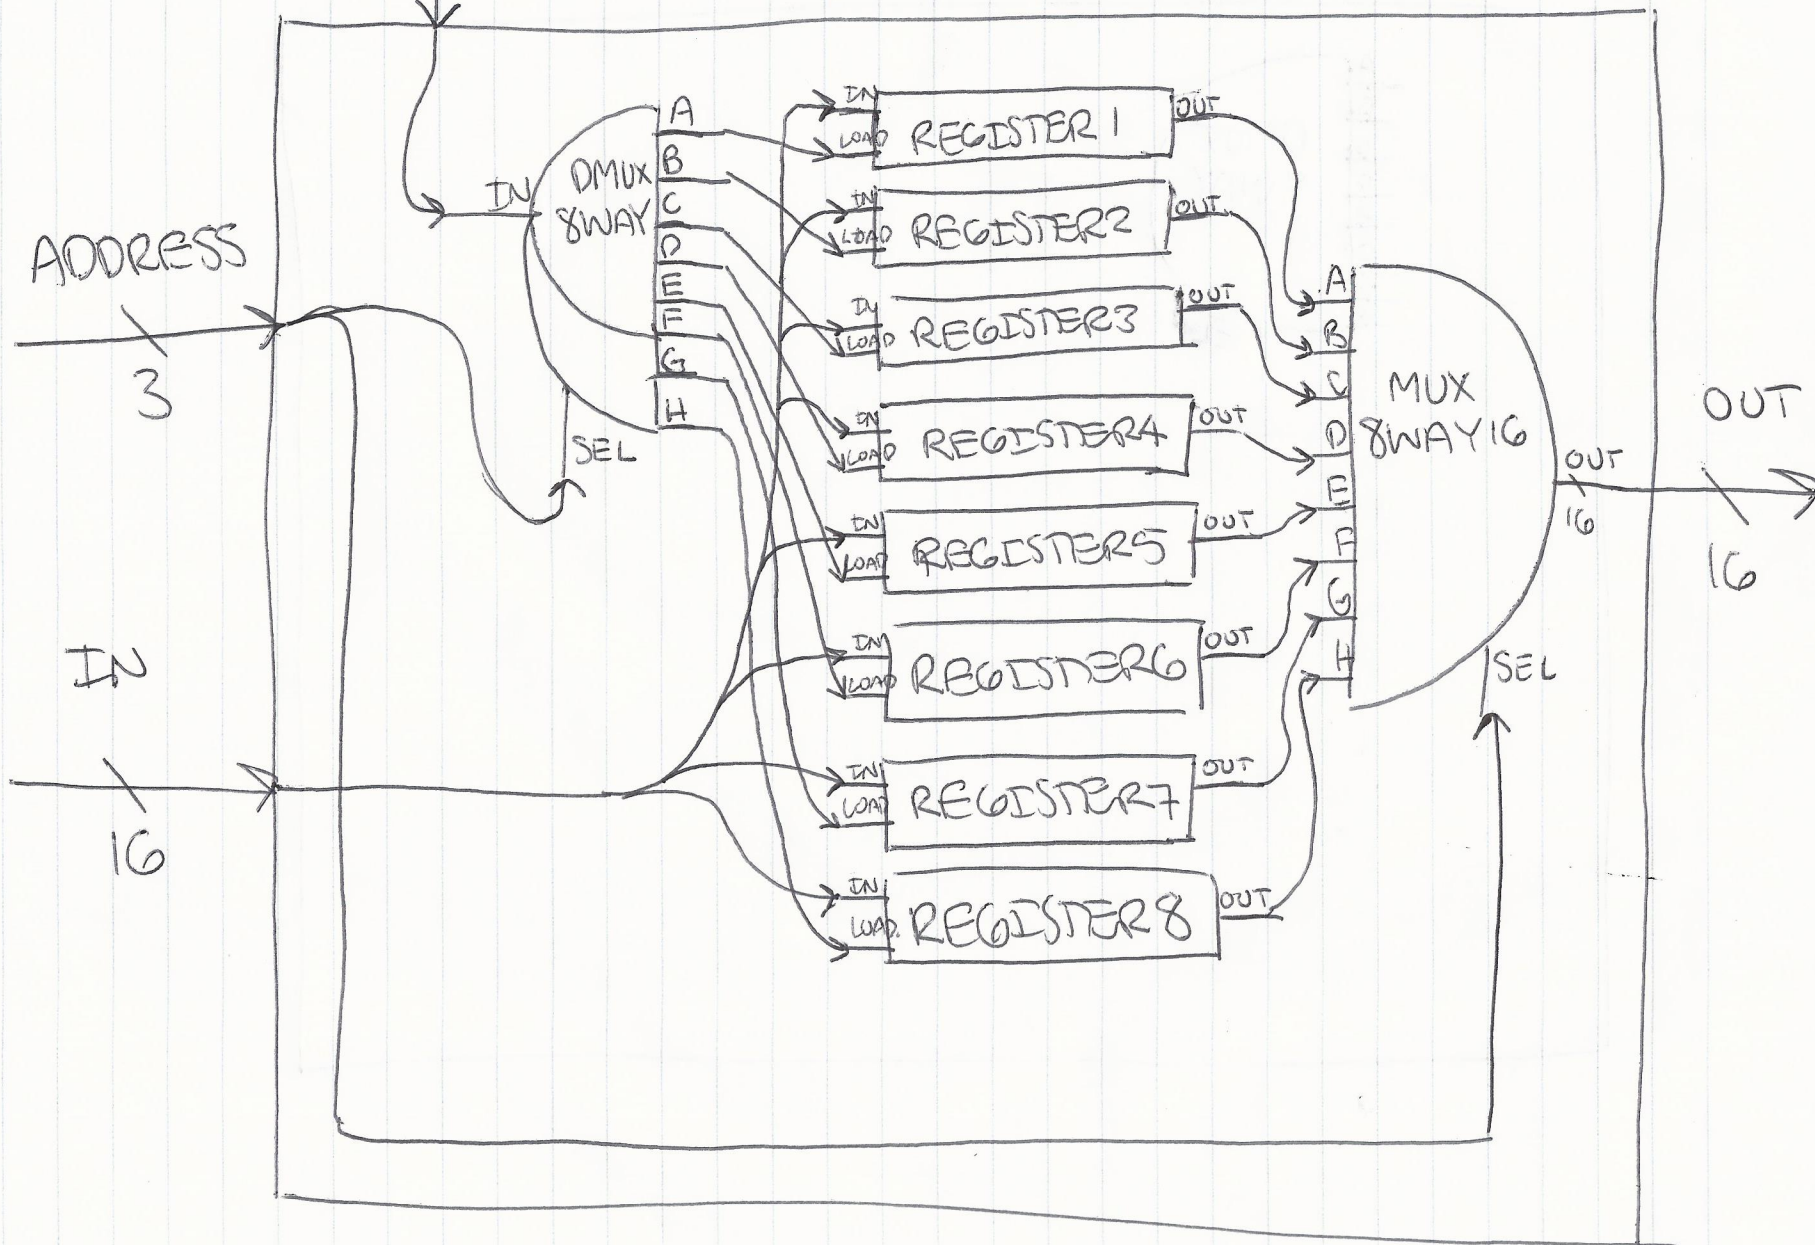 ADDRESS
3
IN
16
IN
DMUX
8WAY
A
B
C
D
E
F
G
H
SEL
IN
LOAD
REGISTER1
OUT
IN
LOAD
REGISTER2
OUT
IN
LOAD
REGISTER3
OUT
IN
LOAD
REGISTER4
OUT
IN
LOAD
REGISTER5
OUT
IN
LOAD
REGISTER6
OUT
IN
LOAD
REGISTER7
OUT
IN
LOAD
REGISTER8
OUT
A
B
C
D
E
F
G
H
MUX
8WAY16
SEL
OUT
16
OUT
16